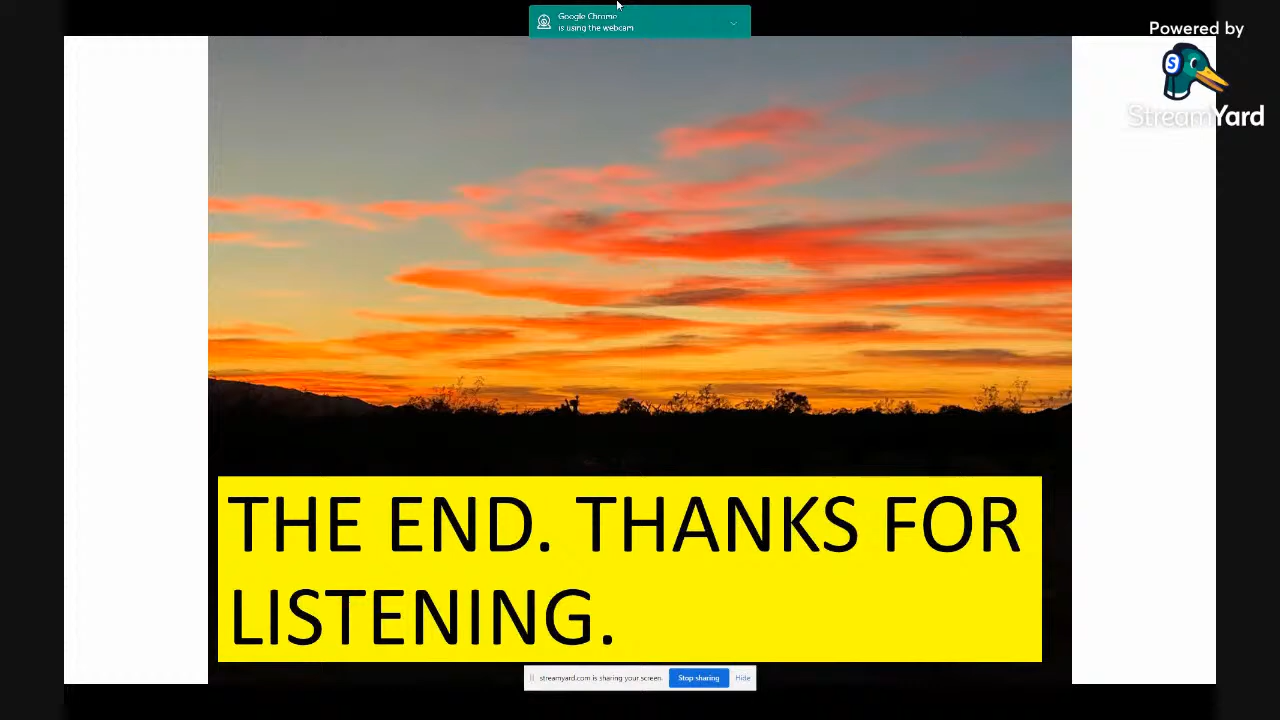 Google Chrome
is using the webcam
Powered by
S
StreamYard
THE END. THANKS FOR
LISTENING.
streamyard.com is sharing your screen.
Stop sharing
Hide